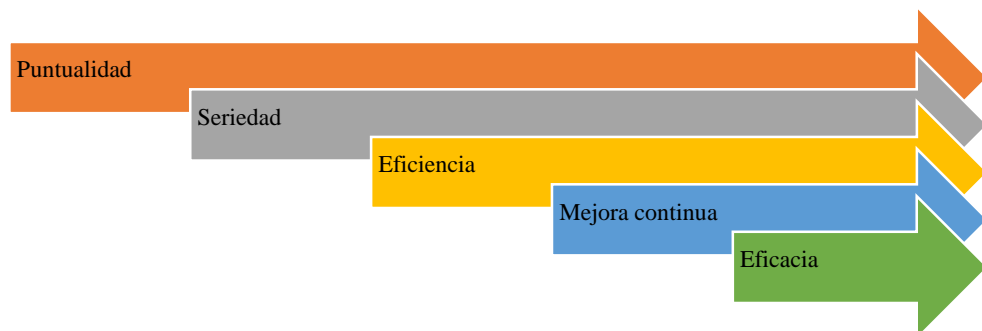 Puntualidad
Seriedad
Eficiencia
Mejora continua
Eficacia